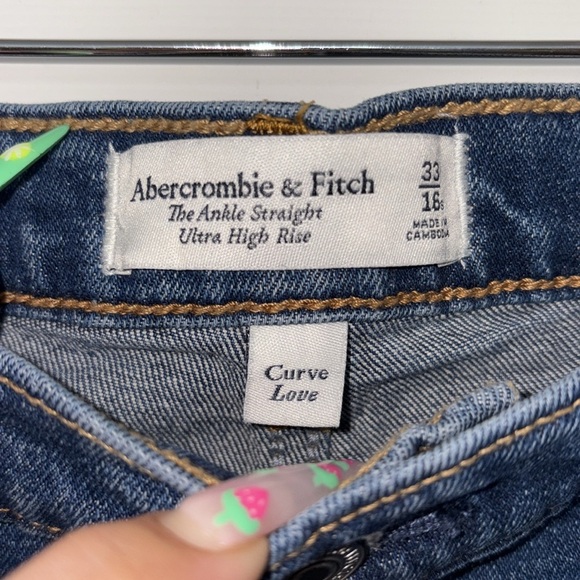 Abercrombie & Fitch
The Ankle Straight
Ultra High Rise
33
16s
MADE IN
CAMBODIA
Curve
Love